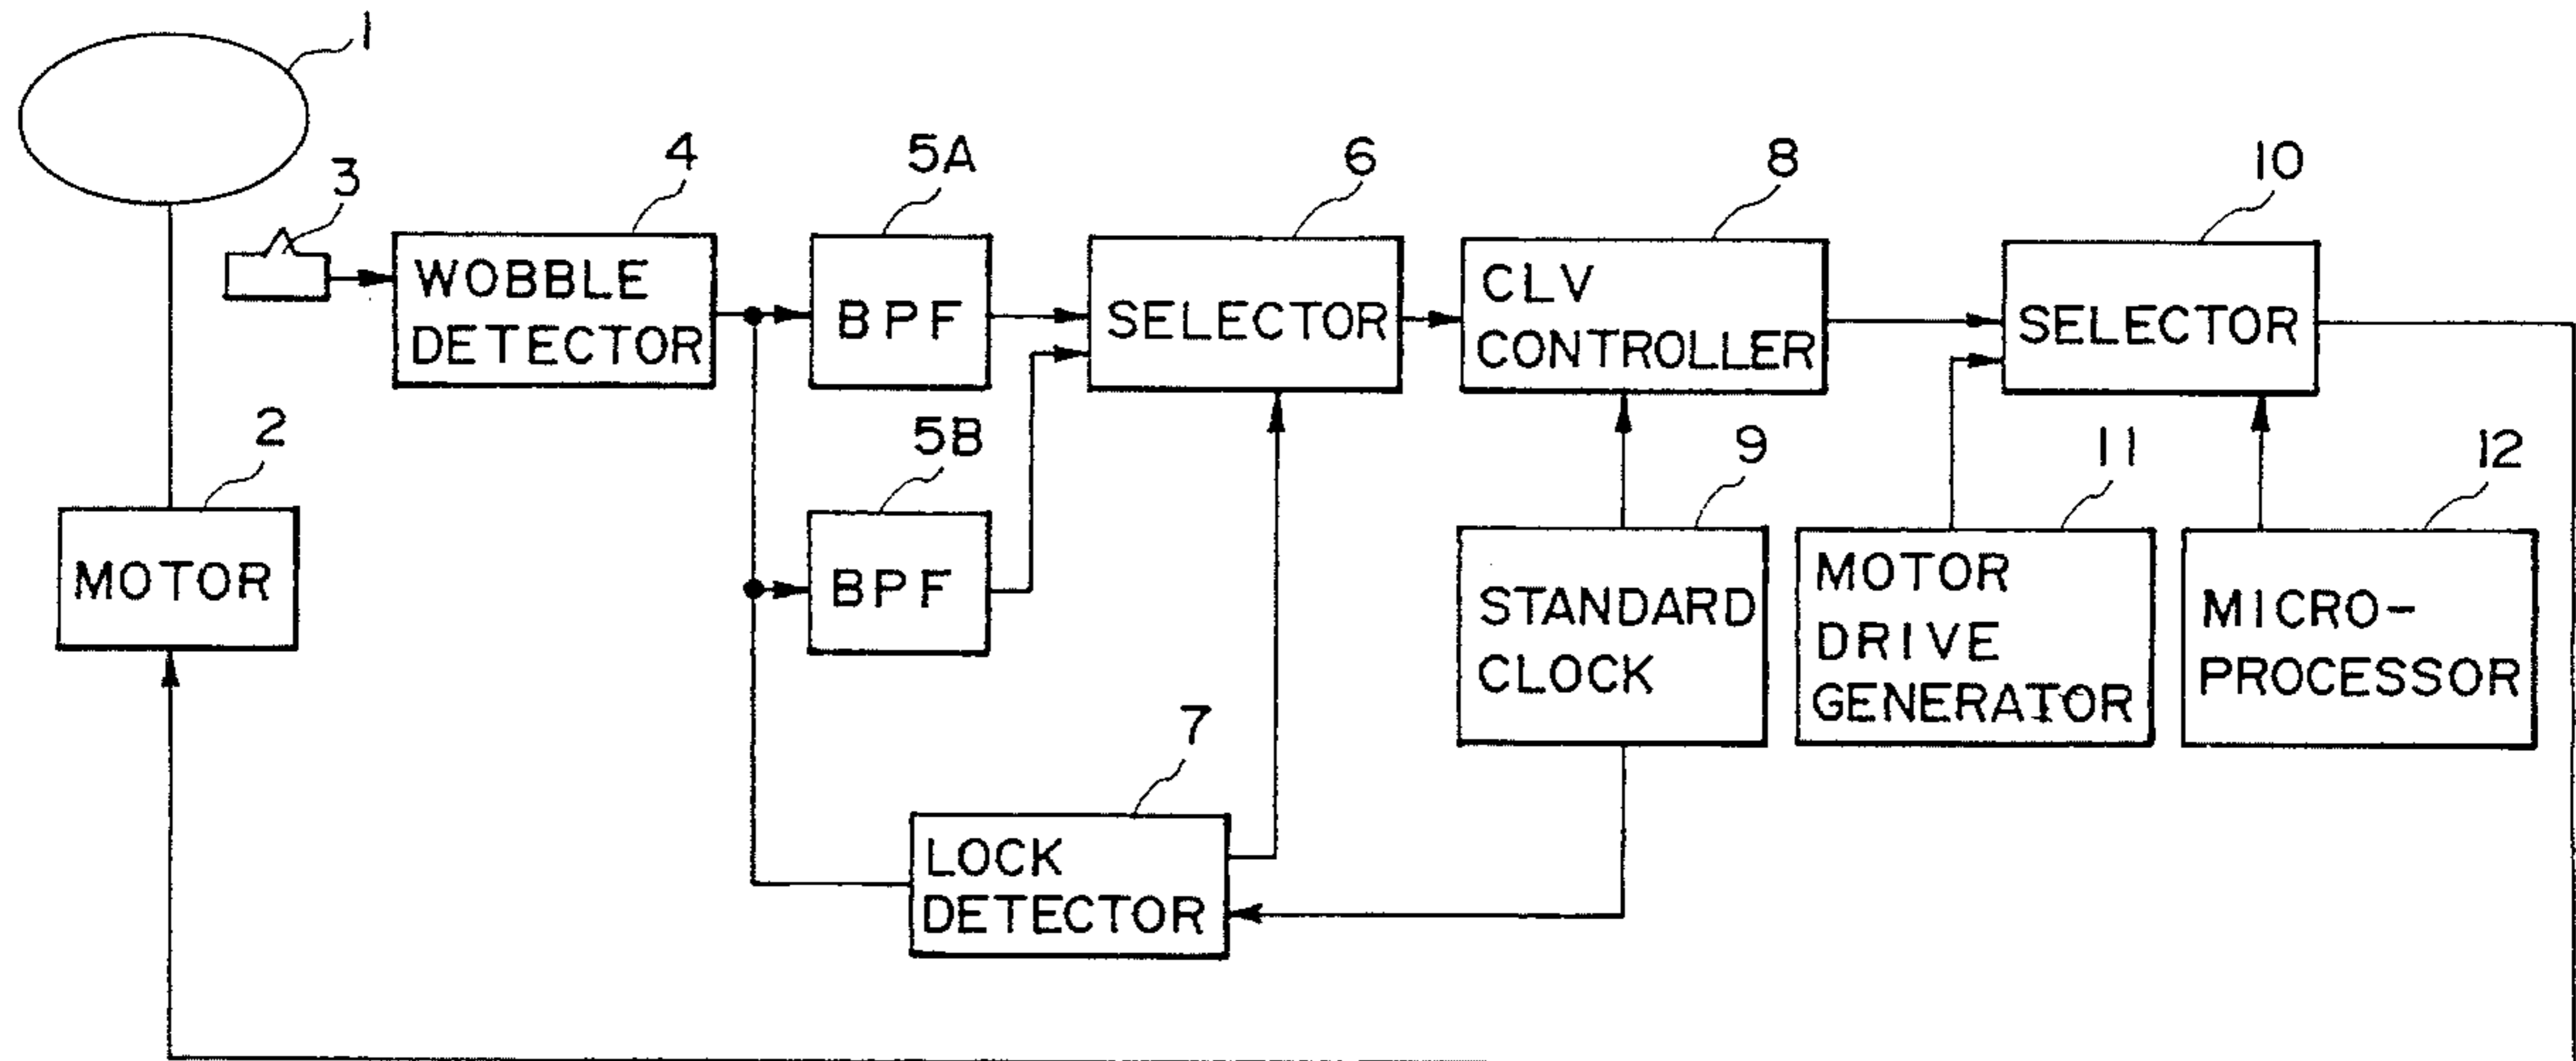 1
3
4
5A
6
8
10
WOBBLE
DETECTOR
BPF
SELECTOR
CLV
CONTROLLER
SELECTOR
2
5B
9
11
12
MOTOR
BPF
STANDARD
CLOCK
MOTOR
DRIVE
GENERATOR
MICRO-
PROCESSOR
7
LOCK
DETECTOR